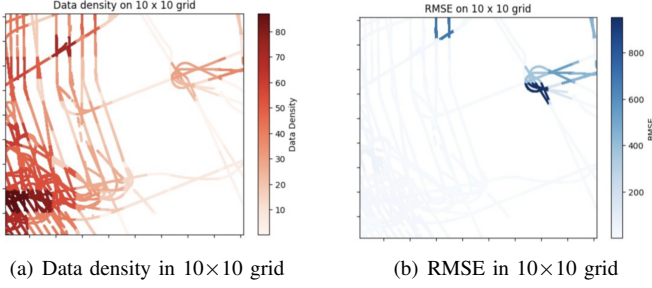 Data density on 10 x 10 grid
80
70
60
50
40
30
20
10
Data Density
RMSE on 10 x 10 grid
800
600
400
200
RMSE
(a) Data density in 10×10 grid
(b) RMSE in 10×10 grid